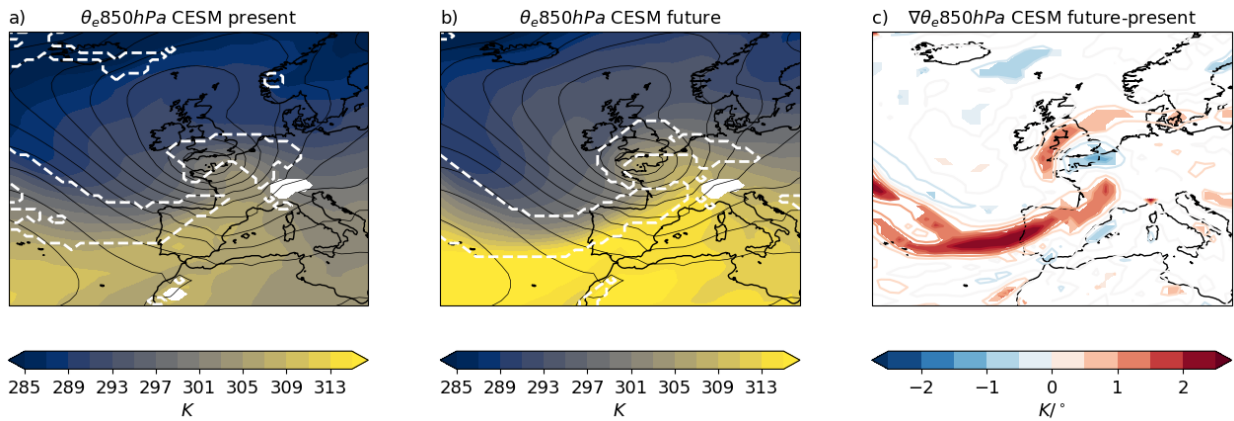 a) θe850hPa CESM present
b) θe850hPa CESM future
c) ∇θe850hPa CESM future-present
285 289 293 297 301 305 309 313
K
285 289 293 297 301 305 309 313
K
−2 −1 0 1 2
K/°